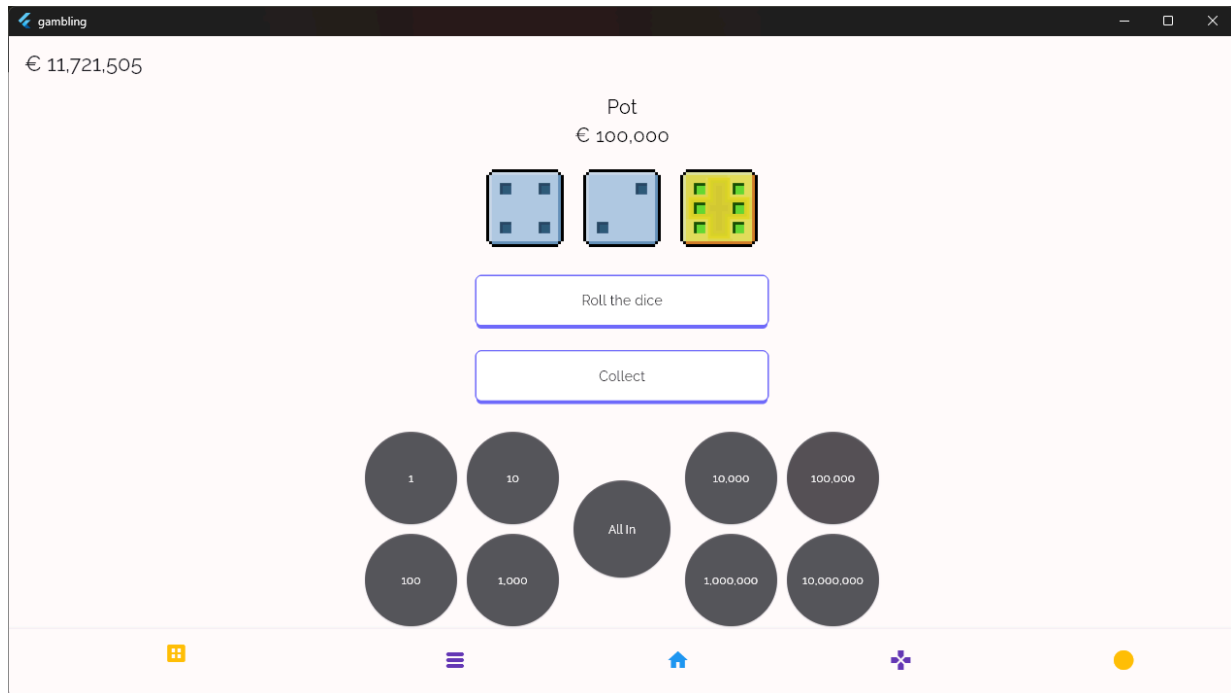 gambling
€ 11,721,505
Pot
€ 100,000
Roll the dice
Collect
1
10
10,000
100,000
All In
100
1,000
1,000,000
10,000,000